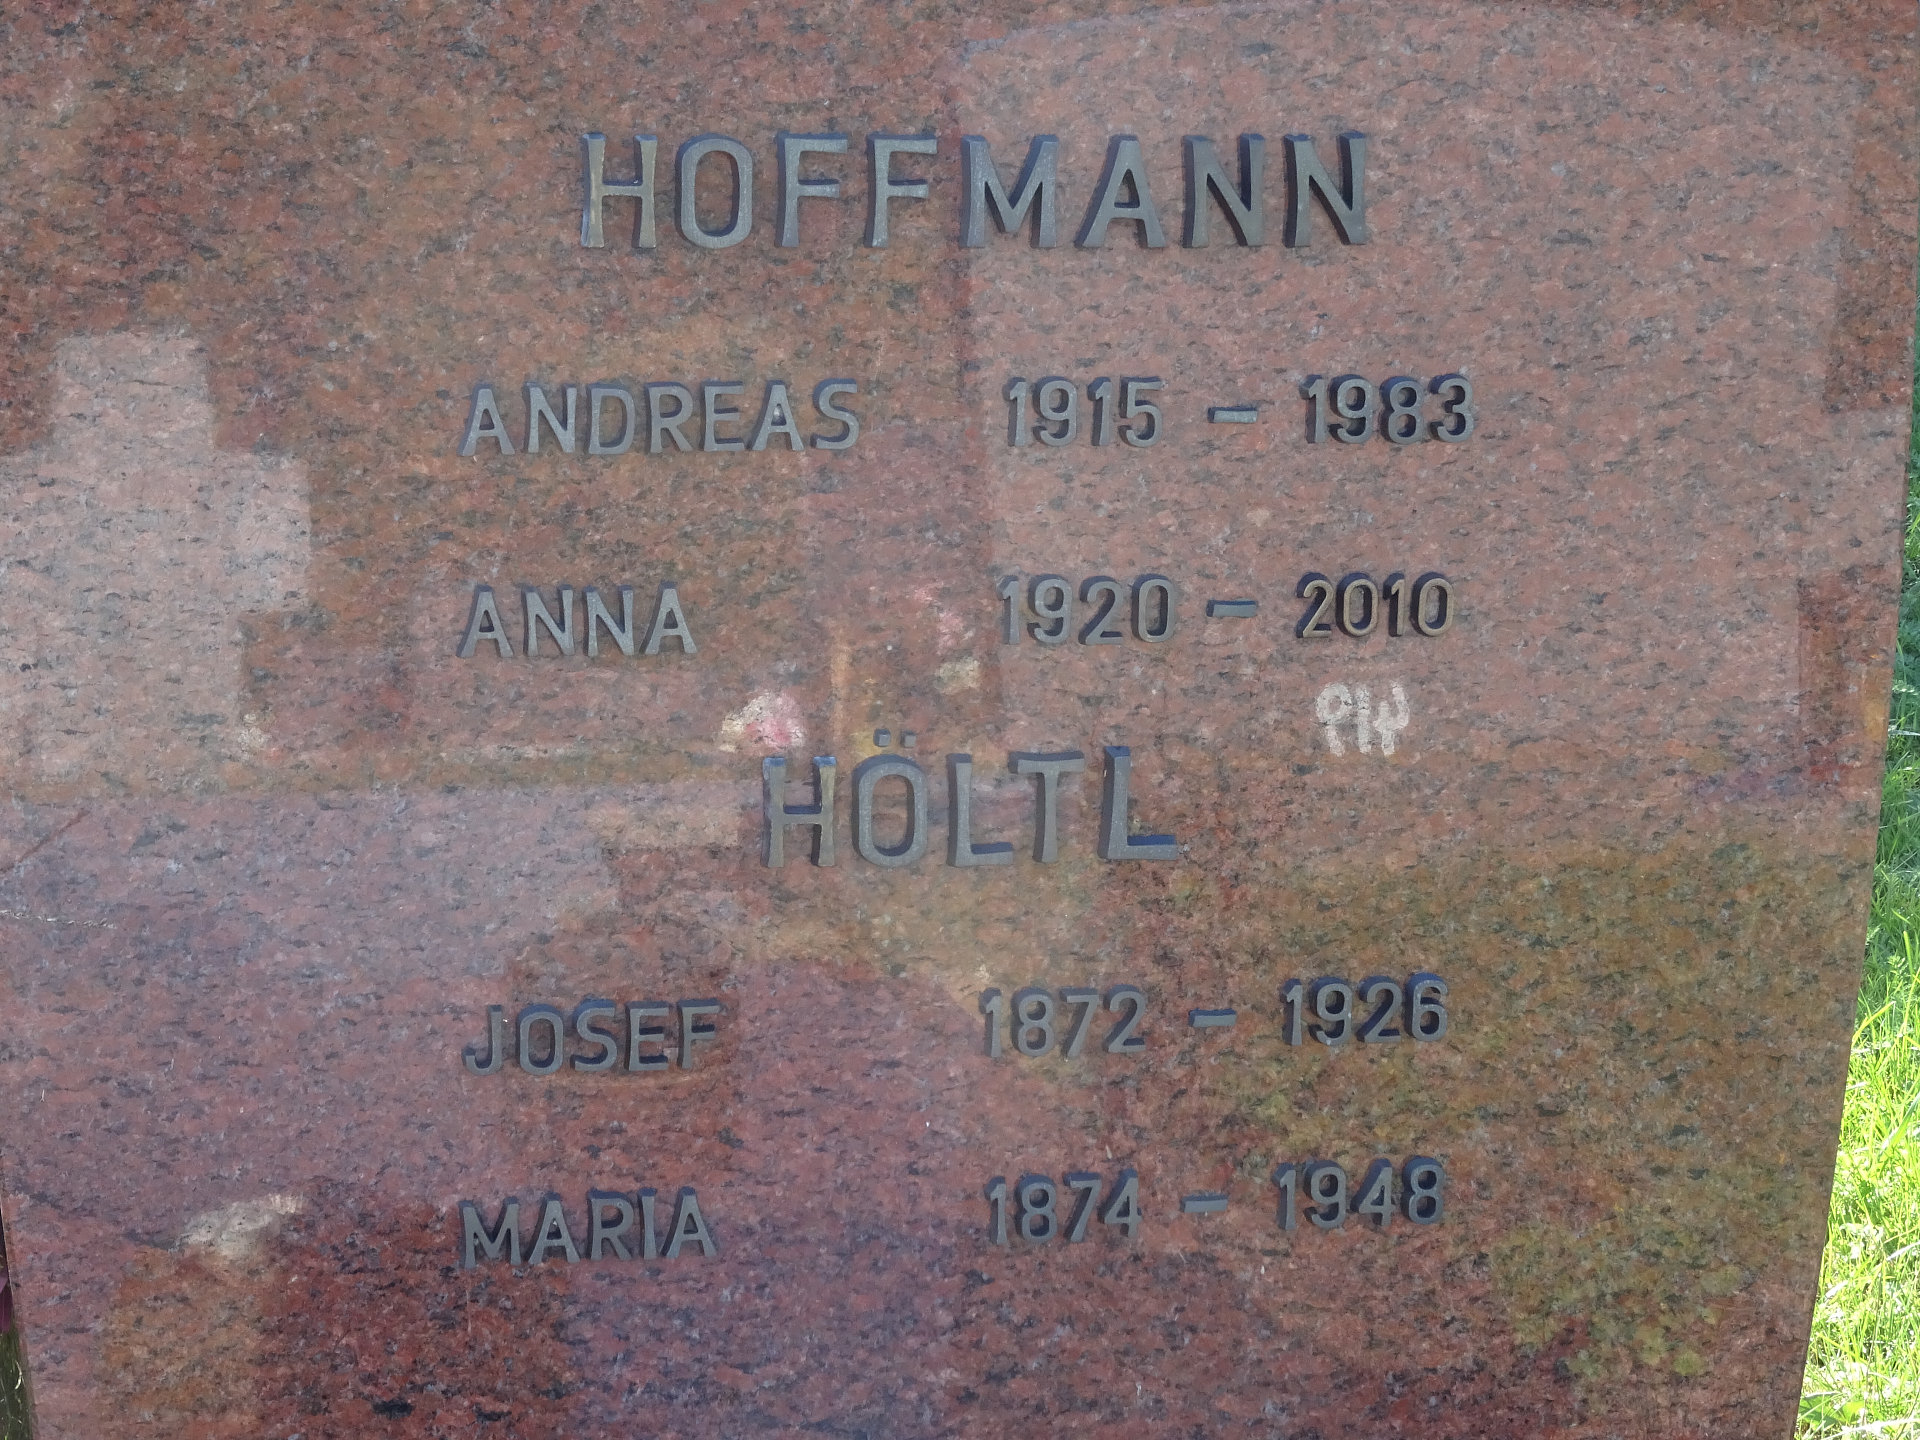 HOFFMANN
ANDREAS 1915 – 1983
ANNA 1920 – 2010
HÖLTL
JOSEF 1872 – 1926
MARIA 1874 – 1948